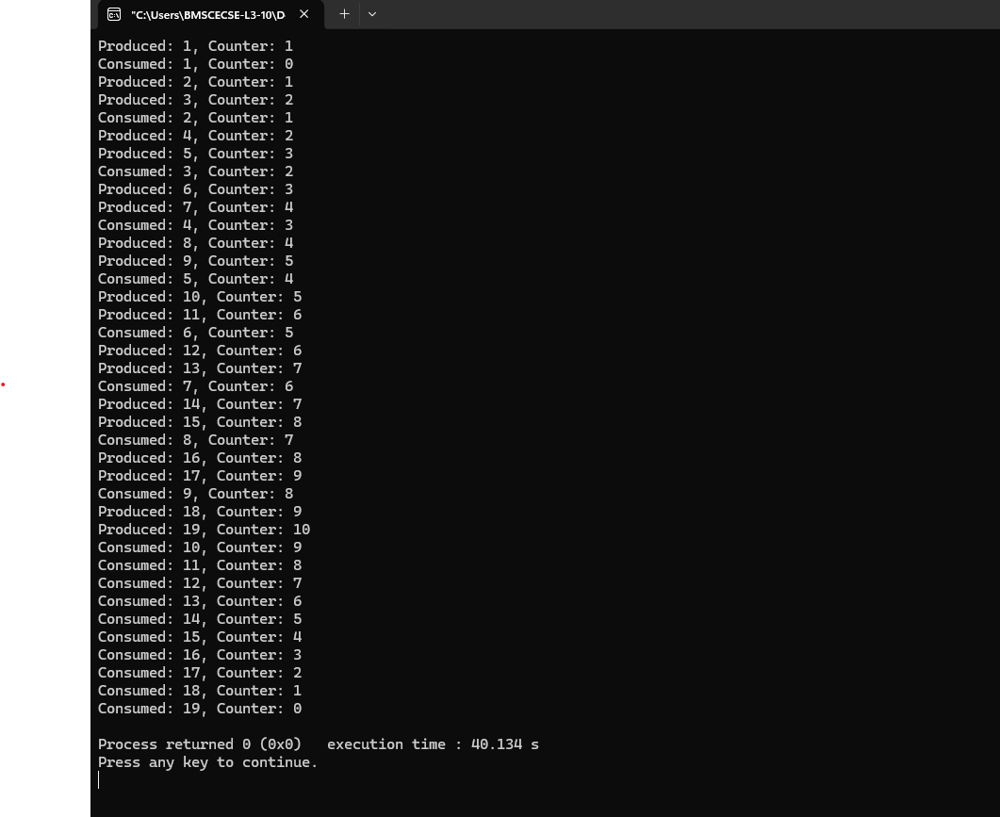 "C:\Users\BMSCECSE-L3-10\D
Produced: 1, Counter: 1
Consumed: 1, Counter: 0
Produced: 2, Counter: 1
Produced: 3, Counter: 2
Consumed: 2, Counter: 1
Produced: 4, Counter: 2
Produced: 5, Counter: 3
Consumed: 3, Counter: 2
Produced: 6, Counter: 3
Produced: 7, Counter: 4
Consumed: 4, Counter: 3
Produced: 8, Counter: 4
Produced: 9, Counter: 5
Consumed: 5, Counter: 4
Produced: 10, Counter: 5
Produced: 11, Counter: 6
Consumed: 6, Counter: 5
Produced: 12, Counter: 6
Produced: 13, Counter: 7
Consumed: 7, Counter: 6
Produced: 14, Counter: 7
Produced: 15, Counter: 8
Consumed: 8, Counter: 7
Produced: 16, Counter: 8
Produced: 17, Counter: 9
Consumed: 9, Counter: 8
Produced: 18, Counter: 9
Produced: 19, Counter: 10
Consumed: 10, Counter: 9
Consumed: 11, Counter: 8
Consumed: 12, Counter: 7
Consumed: 13, Counter: 6
Consumed: 14, Counter: 5
Consumed: 15, Counter: 4
Consumed: 16, Counter: 3
Consumed: 17, Counter: 2
Consumed: 18, Counter: 1
Consumed: 19, Counter: 0
Process returned 0 (0x0)   execution time : 40.134 s
Press any key to continue.